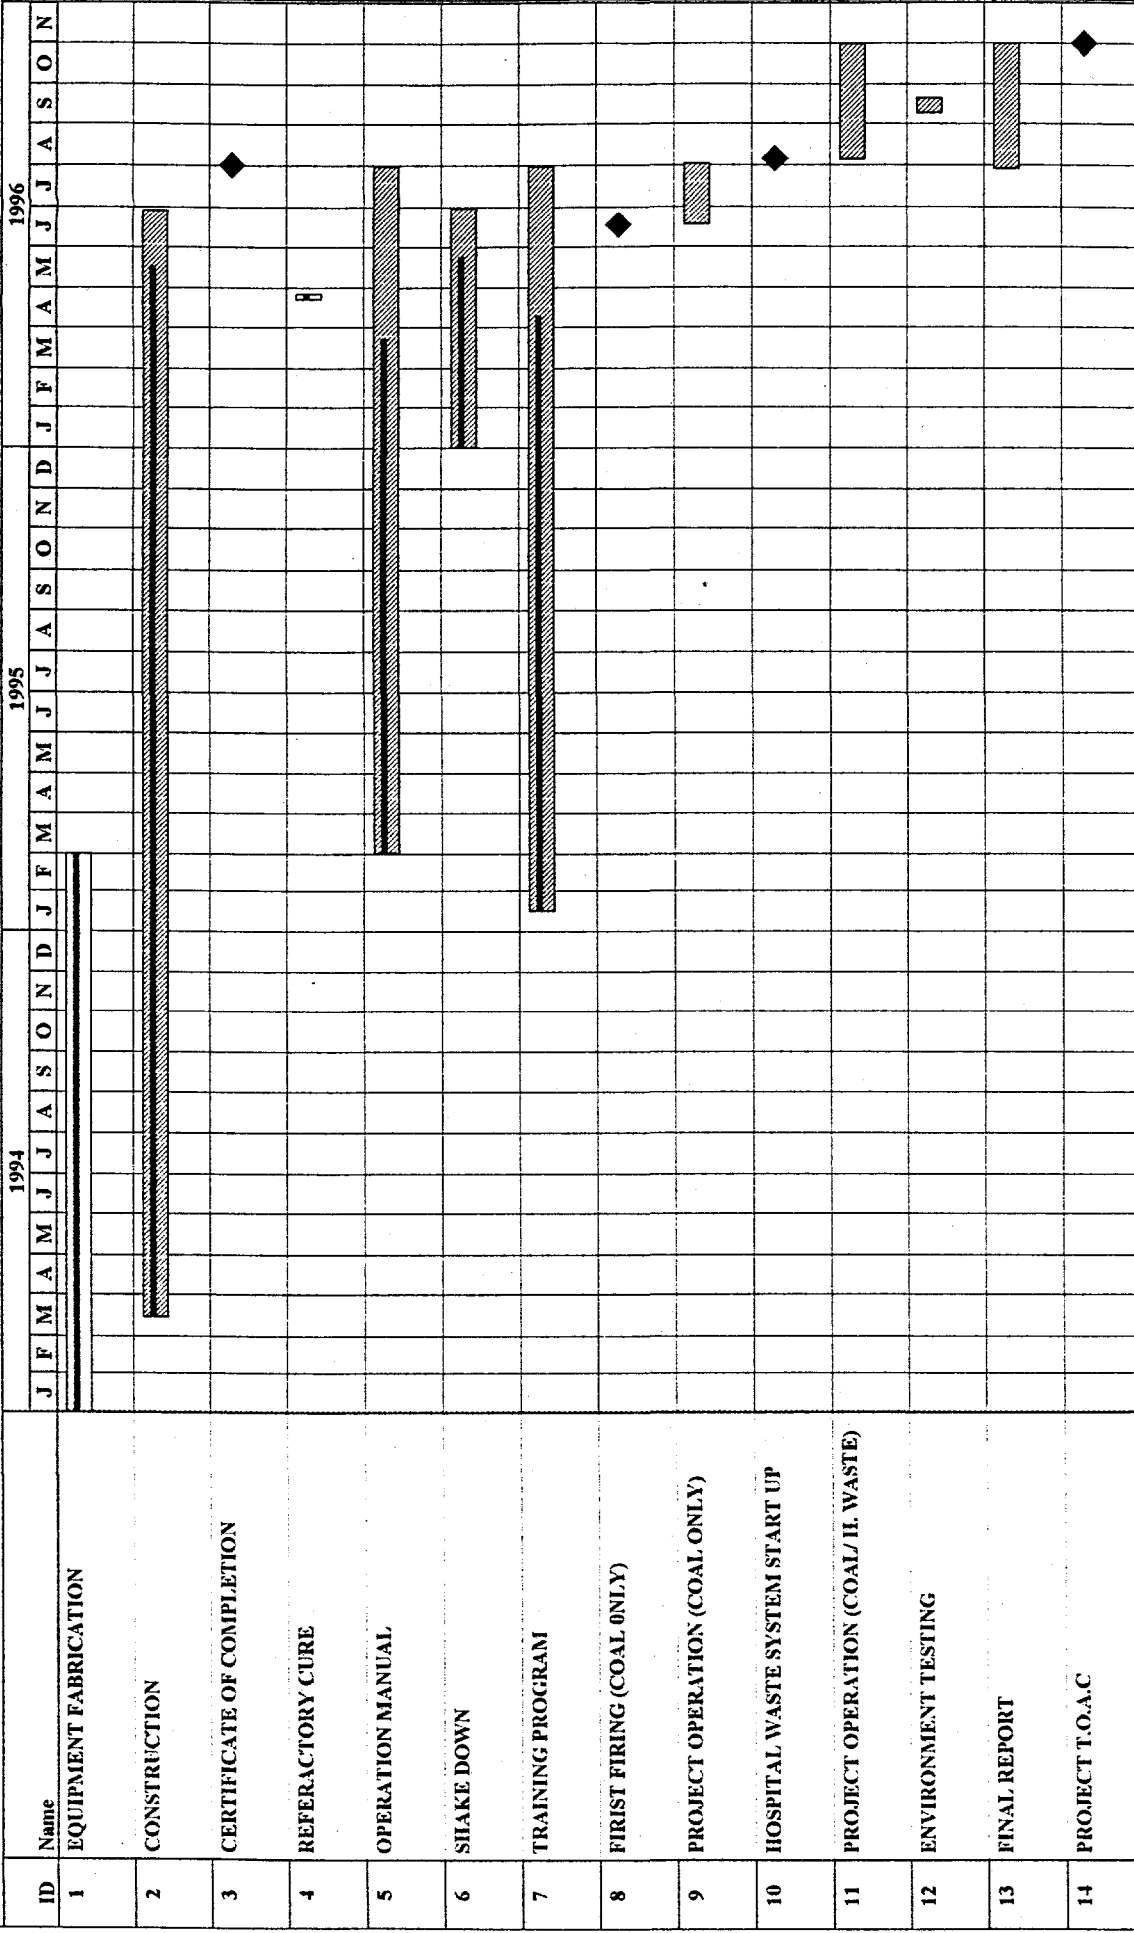 1994 1995 1996
ID Name J F M A M J J A S O N D J F M A M J J A S O N D J F M A M J J A S O N
1 EQUIPMENT FABRICATION
2 CONSTRUCTION
3 CERTIFICATE OF COMPLETION
4 REFERACTORY CURE
5 OPERATION MANUAL
6 SHAKE DOWN
7 TRAINING PROGRAM
8 FIRIST FIRING (COAL 0NLY)
9 PROJECT OPERATION (COAL ONLY)
10 HOSPITAL WASTE SYSTEM START UP
11 PROJECT OPERATION (COAL/ H. WASTE)
12 ENVIRONMENT TESTING
13 FINAL REPORT
14 PROJECT T.O.A.C